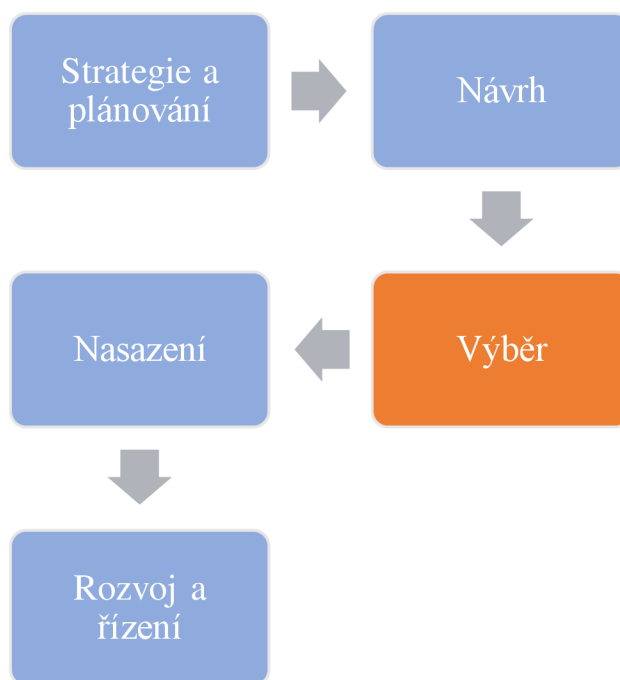 Strategie a
plánování
Návrh
Výběr
Nasazení
Rozvoj a
řízení